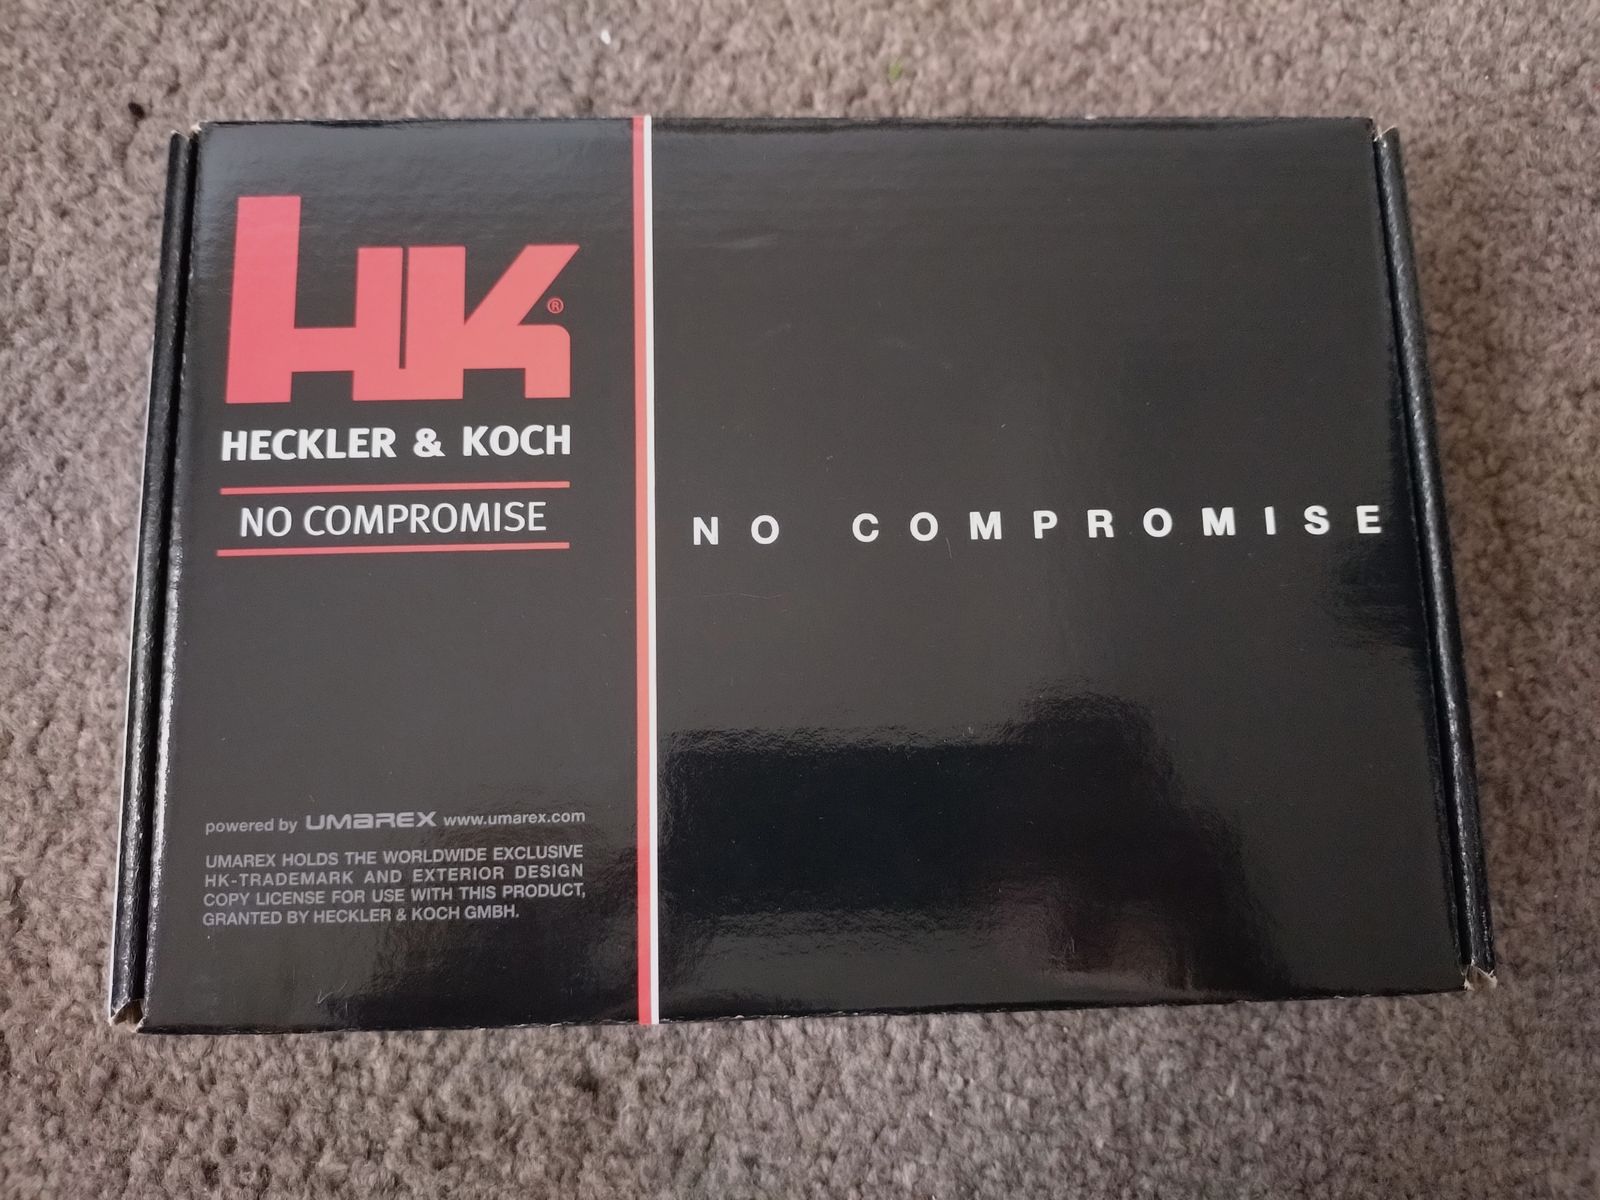 HK®
HECKLER & KOCH
NO COMPROMISE
NO COMPROMISE
powered by UMAREX www.umarex.com
UMAREX HOLDS THE WORLDWIDE EXCLUSIVE
HK-TRADEMARK AND EXTERIOR DESIGN
COPY LICENSE FOR USE WITH THIS PRODUCT,
GRANTED BY HECKLER & KOCH GMBH.